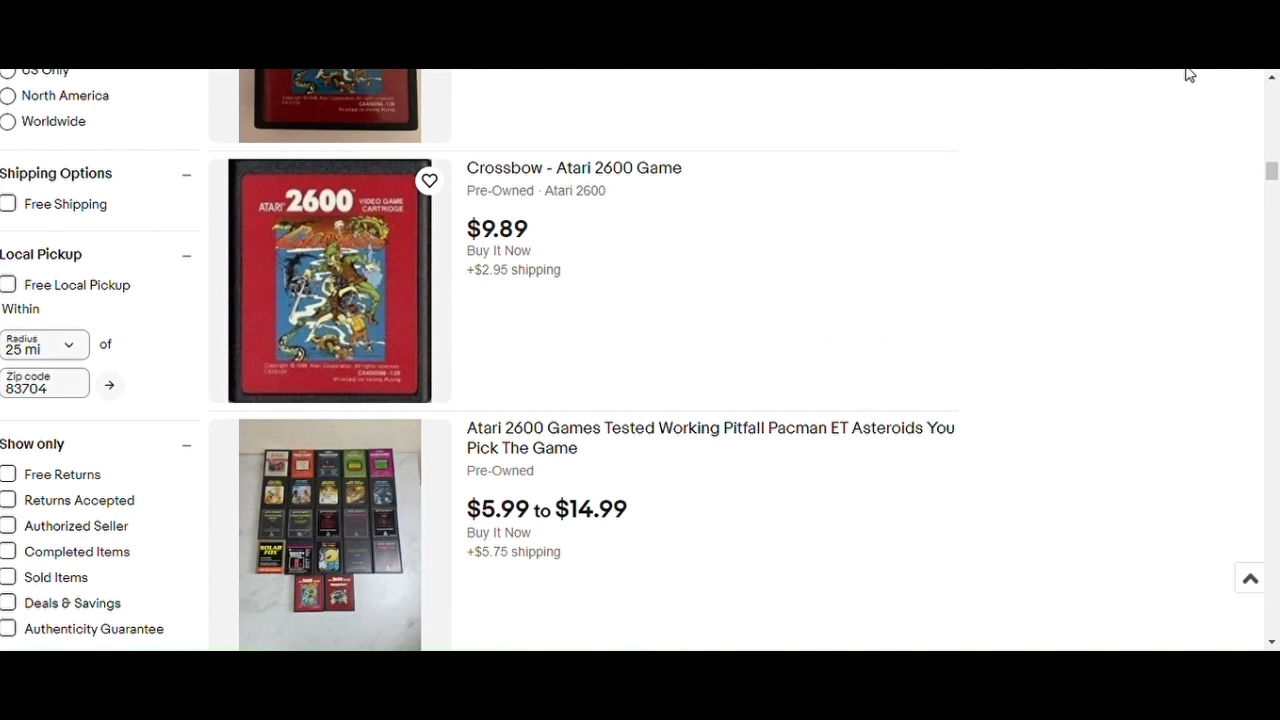 US Only
North America
Worldwide
Shipping Options
Free Shipping
Local Pickup
Free Local Pickup
Within
Radius
25 mi
of
Zip code
83704
Show only
Free Returns
Returns Accepted
Authorized Seller
Completed Items
Sold Items
Deals & Savings
Authenticity Guarantee
ATARI 2600™ VIDEO GAME
CARTRIDGE
Crossbow - Atari 2600 Game
Pre-Owned · Atari 2600
$9.89
Buy It Now
+$2.95 shipping
Atari 2600 Games Tested Working Pitfall Pacman ET Asteroids You
Pick The Game
Pre-Owned
$5.99 to $14.99
Buy It Now
+$5.75 shipping